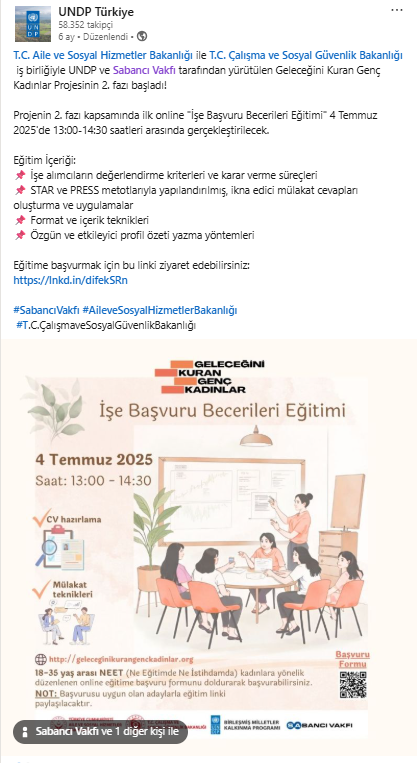 UNDP Türkiye
58.352 takipçi
6 ay • Düzenlendi •
T.C. Aile ve Sosyal Hizmetler Bakanlığı ile T.C. Çalışma ve Sosyal Güvenlik Bakanlığı
iş birliğiyle UNDP ve Sabancı Vakfı tarafından yürütülen Geleceğini Kuran Genç
Kadınlar Projesinin 2. fazı başladı!
Projenin 2. fazı kapsamında ilk online "İşe Başvuru Becerileri Eğitimi" 4 Temmuz
2025'de 13:00-14:30 saatleri arasında gerçekleştirilecek.
Eğitim İçeriği:
📌 İşe alımcıların değerlendirme kriterleri ve karar verme süreçleri
📌 STAR ve PRESS metotlarıyla yapılandırılmış, ikna edici mülakat cevapları
oluşturma ve uygulamalar
📌 Format ve içerik teknikleri
📌 Özgün ve etkileyici profil özeti yazma yöntemleri
Eğitime başvurmak için bu linki ziyaret edebilirsiniz:
https://lnkd.in/difekSRn
#SabancıVakfı #AileveSosyalHizmetlerBakanlığı
#T.C.ÇalışmaveSosyalGüvenlikBakanlığı
GELECEĞİNİ
KURAN
GENÇ
KADINLAR
İşe Başvuru Becerileri Eğitimi
4 Temmuz 2025
Saat: 13:00 - 14:30
CV hazırlama
Mülakat
teknikleri
Başvuru
Formu
http://geleceginikurangenckadinlar.org
18-35 yaş arası NEET (Ne Eğitimde Ne İstihdamda) kadınlara yönelik
düzenlenen online eğitime başvuru formunu doldurarak başvurabilirsiniz.
NOT: Başvurusu uygun olan adaylarla eğitim linki
paylaşılacaktır.
BİRLEŞMİŞ MİLLETLER
KALKINMA PROGRAMI
SABANCI VAKFI
Sabancı Vakfı ve 1 diğer kişi ile